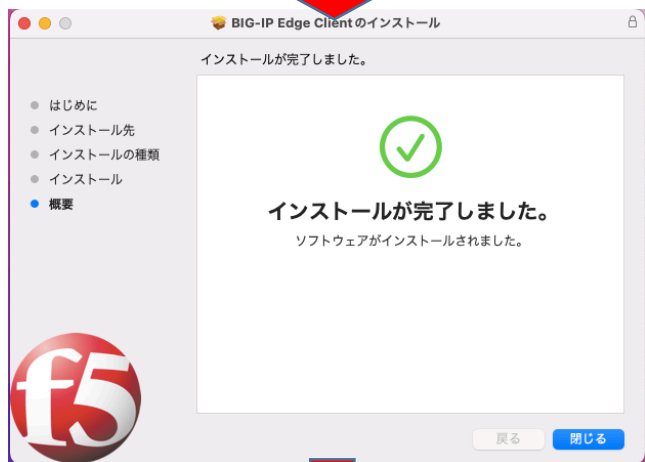 BIG-IP Edge Clientのインストール
インストールが完了しました。
はじめに
インストール先
インストールの種類
インストール
概要
インストールが完了しました。
ソフトウェアがインストールされました。
f5
戻る
閉じる